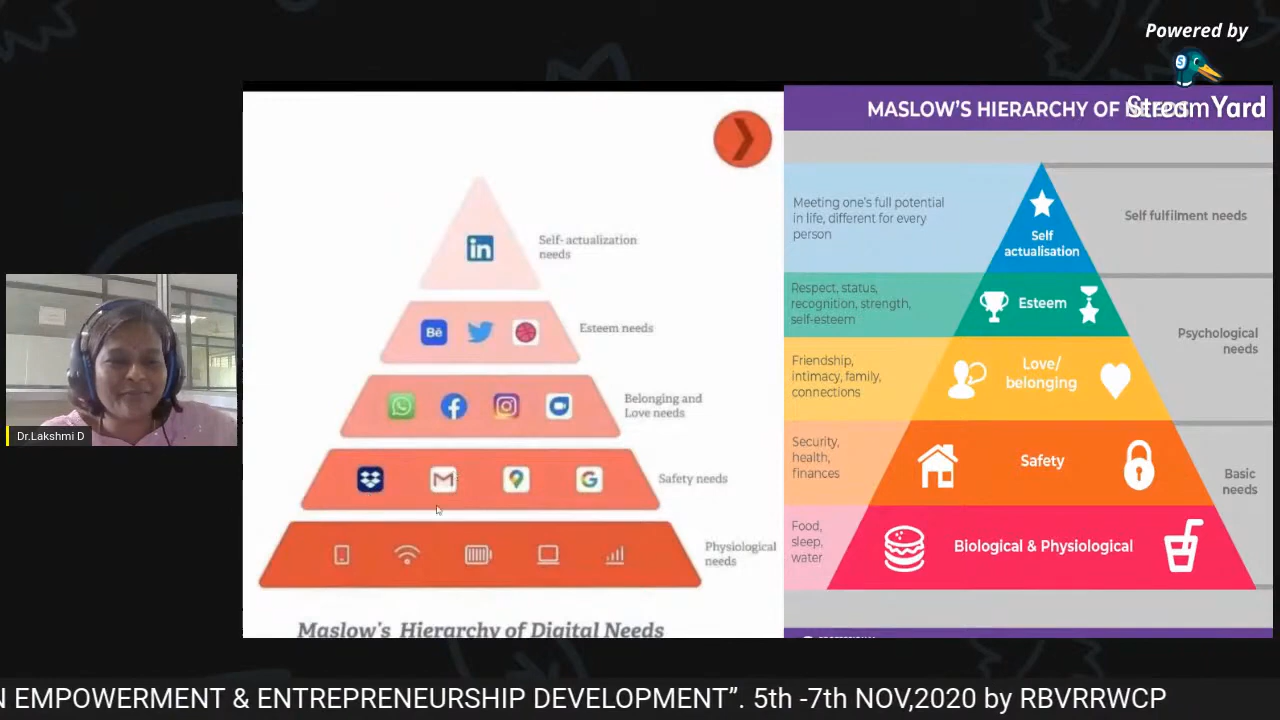 Powered by
StreamYard
MASLOW'S HIERARCHY OF NEEDS
Self- actualization
needs
in
Esteem needs
Bē
Belonging and
Love needs
Safety needs
Physiological
needs
Maslow's Hierarchy of Digital Needs
Meeting one's full potential
in life, different for every
person
Self
actualisation
Self fulfilment needs
Respect, status,
recognition, strength,
self-esteem
Esteem
Psychological
needs
Friendship,
intimacy, family,
connections
Love/
belonging
Security,
health,
finances
Safety
Basic
needs
Food,
sleep,
water
Biological & Physiological
Dr.Lakshmi D
N EMPOWERMENT & ENTREPRENEURSHIP DEVELOPMENT”. 5th -7th NOV,2020 by RBVRRWCP